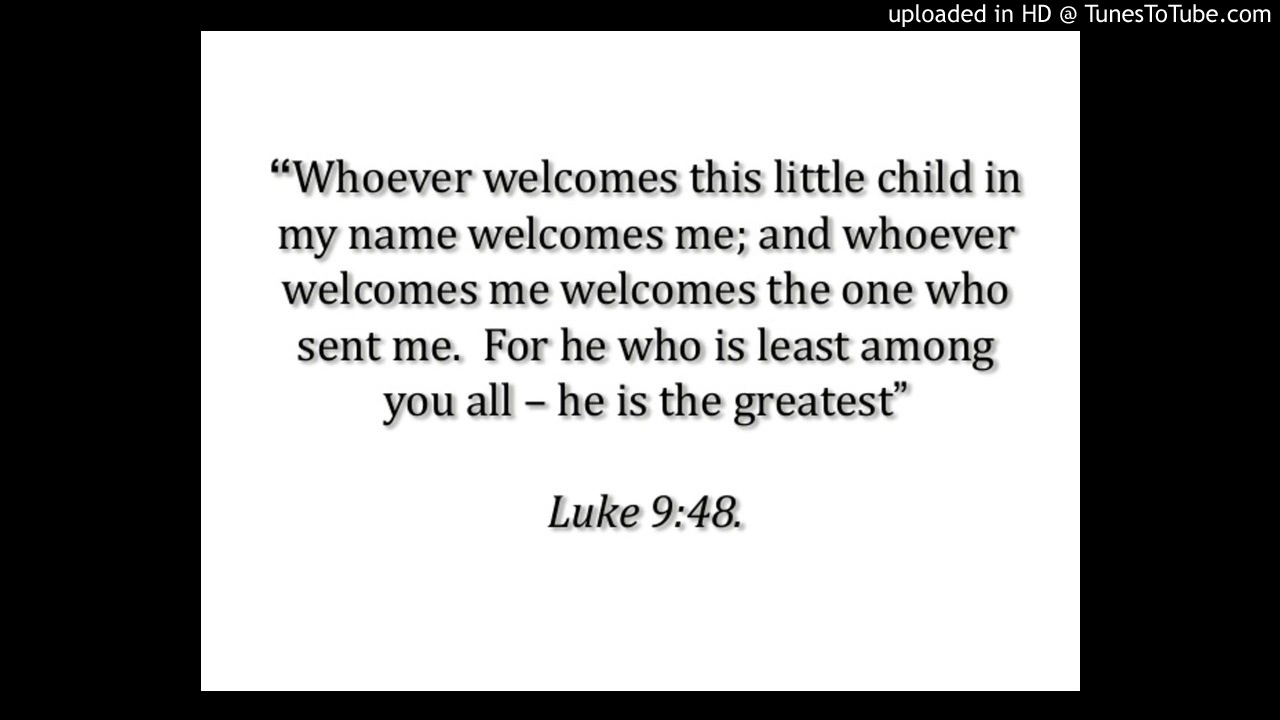 uploaded in HD @ TunesToTube.com
“Whoever welcomes this little child in
my name welcomes me; and whoever
welcomes me welcomes the one who
sent me.  For he who is least among
you all – he is the greatest”
Luke 9:48.